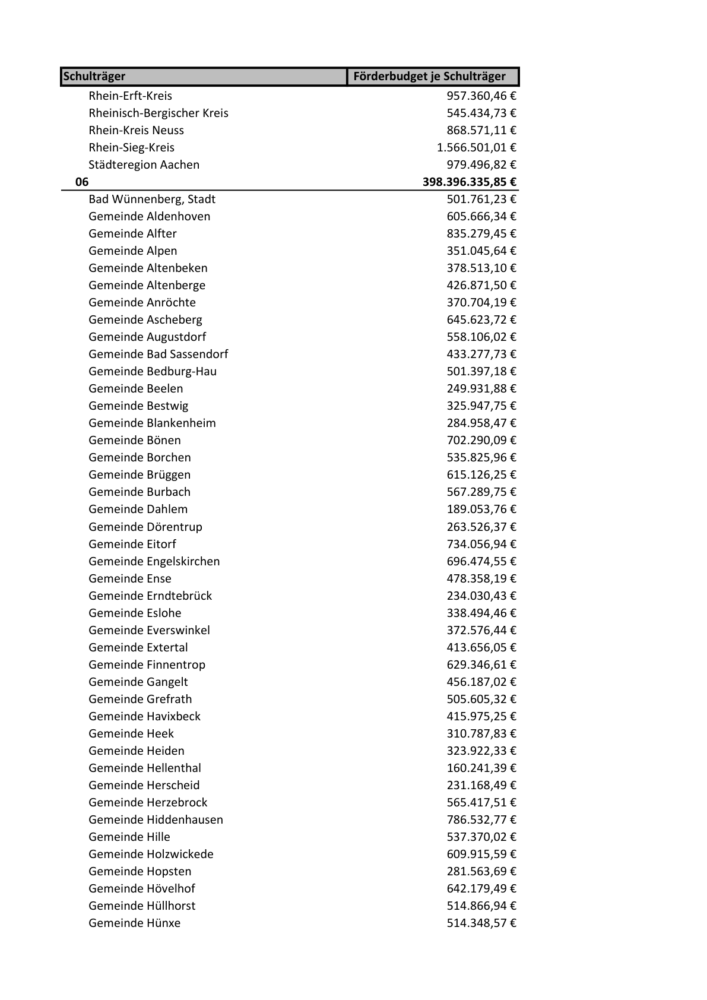 Schulträger Förderbudget je Schulträger
Rhein-Erft-Kreis 957.360,46 €
Rheinisch-Bergischer Kreis 545.434,73 €
Rhein-Kreis Neuss 868.571,11 €
Rhein-Sieg-Kreis 1.566.501,01 €
Städteregion Aachen 979.496,82 €
06 398.396.335,85 €
Bad Wünnenberg, Stadt 501.761,23 €
Gemeinde Aldenhoven 605.666,34 €
Gemeinde Alfter 835.279,45 €
Gemeinde Alpen 351.045,64 €
Gemeinde Altenbeken 378.513,10 €
Gemeinde Altenberge 426.871,50 €
Gemeinde Anröchte 370.704,19 €
Gemeinde Ascheberg 645.623,72 €
Gemeinde Augustdorf 558.106,02 €
Gemeinde Bad Sassendorf 433.277,73 €
Gemeinde Bedburg-Hau 501.397,18 €
Gemeinde Beelen 249.931,88 €
Gemeinde Bestwig 325.947,75 €
Gemeinde Blankenheim 284.958,47 €
Gemeinde Bönen 702.290,09 €
Gemeinde Borchen 535.825,96 €
Gemeinde Brüggen 615.126,25 €
Gemeinde Burbach 567.289,75 €
Gemeinde Dahlem 189.053,76 €
Gemeinde Dörentrup 263.526,37 €
Gemeinde Eitorf 734.056,94 €
Gemeinde Engelskirchen 696.474,55 €
Gemeinde Ense 478.358,19 €
Gemeinde Erndtebrück 234.030,43 €
Gemeinde Eslohe 338.494,46 €
Gemeinde Everswinkel 372.576,44 €
Gemeinde Extertal 413.656,05 €
Gemeinde Finnentrop 629.346,61 €
Gemeinde Gangelt 456.187,02 €
Gemeinde Grefrath 505.605,32 €
Gemeinde Havixbeck 415.975,25 €
Gemeinde Heek 310.787,83 €
Gemeinde Heiden 323.922,33 €
Gemeinde Hellenthal 160.241,39 €
Gemeinde Herscheid 231.168,49 €
Gemeinde Herzebrock 565.417,51 €
Gemeinde Hiddenhausen 786.532,77 €
Gemeinde Hille 537.370,02 €
Gemeinde Holzwickede 609.915,59 €
Gemeinde Hopsten 281.563,69 €
Gemeinde Hövelhof 642.179,49 €
Gemeinde Hüllhorst 514.866,94 €
Gemeinde Hünxe 514.348,57 €